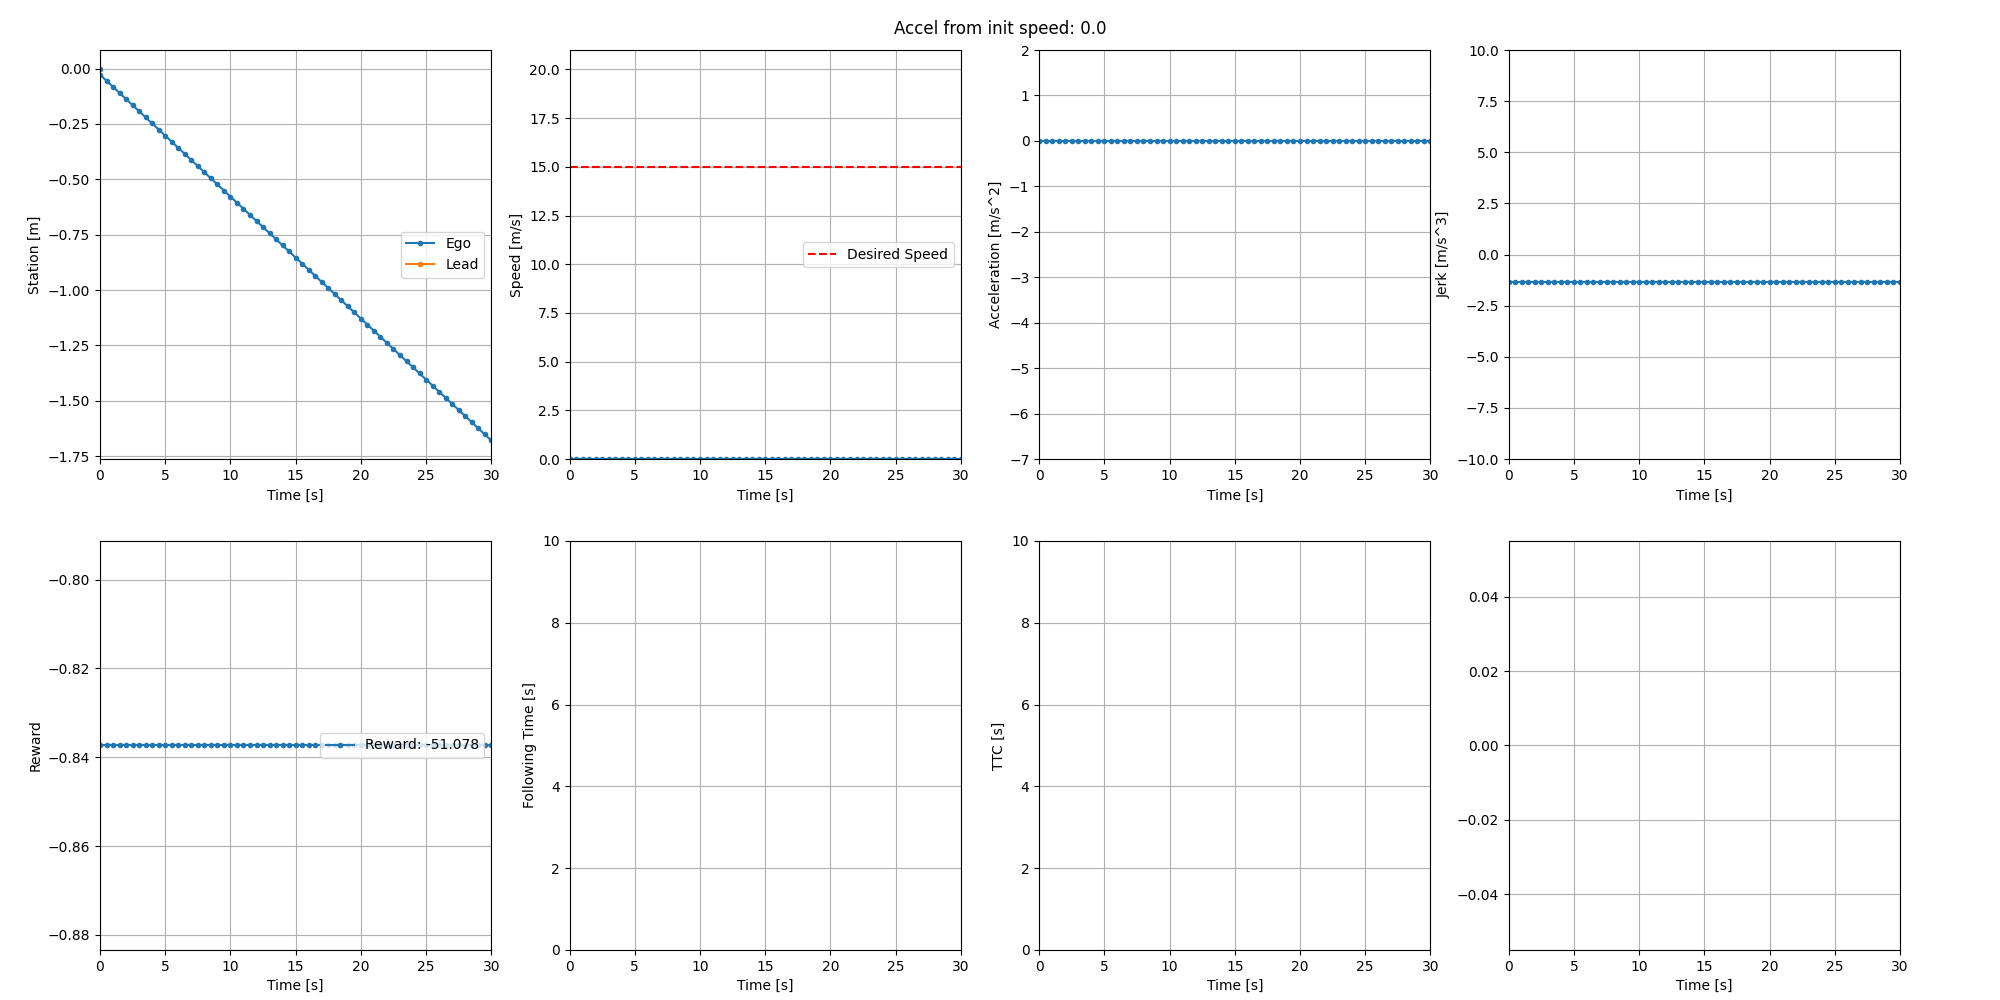 Accel from init speed: 0.0
0.00
−0.25
−0.50
−0.75
−1.00
−1.25
−1.50
−1.75
Station [m]
Ego
Lead
0 5 10 15 20 25 30
Time [s]
20.0
17.5
15.0
12.5
10.0
7.5
5.0
2.5
0.0
Speed [m/s]
Desired Speed
0 5 10 15 20 25 30
Time [s]
2
1
0
−1
−2
−3
−4
−5
−6
−7
Acceleration [m/s^2]
0 5 10 15 20 25 30
Time [s]
10.0
7.5
5.0
2.5
0.0
−2.5
−5.0
−7.5
−10.0
Jerk [m/s^3]
0 5 10 15 20 25 30
Time [s]
−0.80
−0.82
−0.84
−0.86
−0.88
Reward
Reward: -51.078
0 5 10 15 20 25 30
Time [s]
10
8
6
4
2
0
Following Time [s]
0 5 10 15 20 25 30
Time [s]
10
8
6
4
2
0
TTC [s]
0 5 10 15 20 25 30
Time [s]
0.04
0.02
0.00
−0.02
−0.04
0 5 10 15 20 25 30
Time [s]